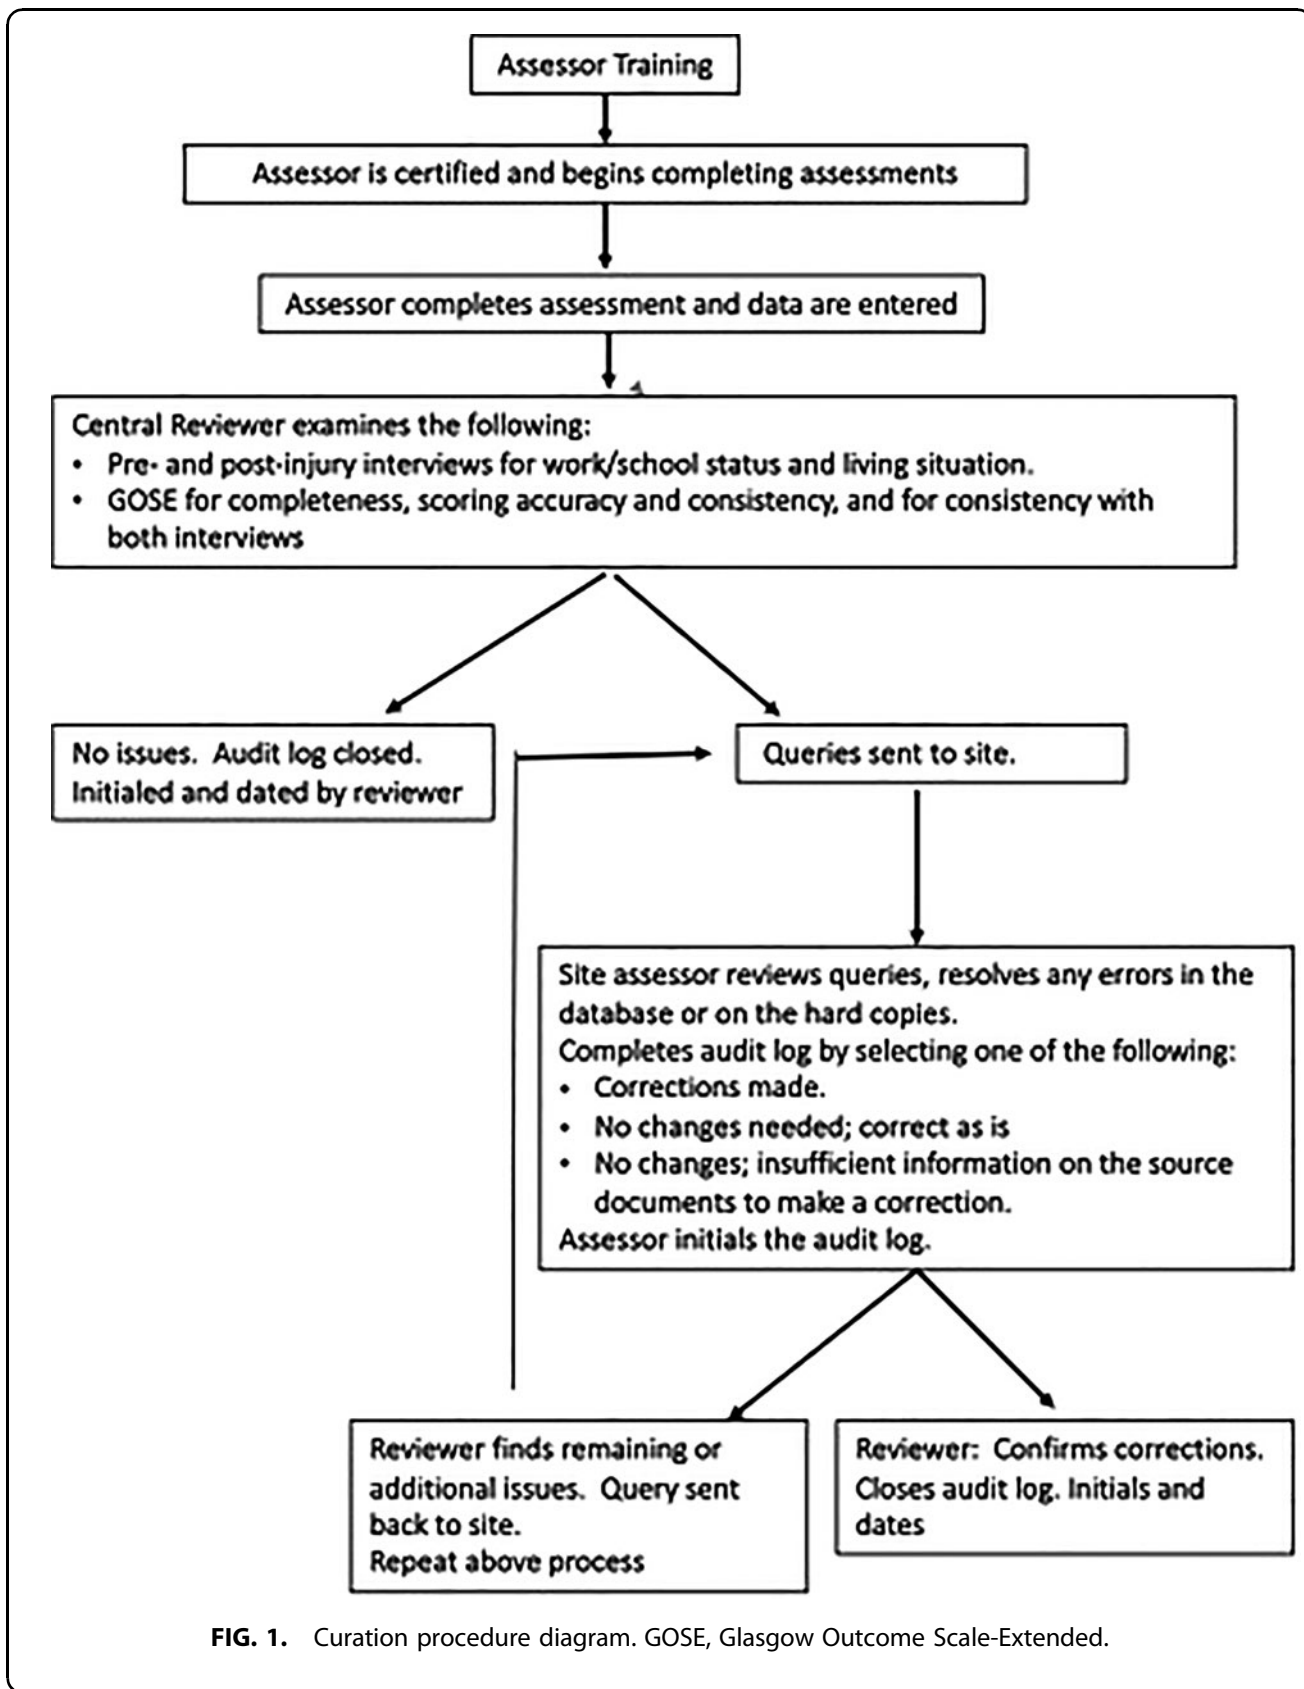 Assessor Training
Assessor is certified and begins completing assessments
Assessor completes assessment and data are entered
Central Reviewer examines the following:
• Pre- and post-injury interviews for work/school status and living situation.
• GOSE for completeness, scoring accuracy and consistency, and for consistency with
both interviews
No issues. Audit log closed.
Initialed and dated by reviewer
Queries sent to site.
Site assessor reviews queries, resolves any errors in the
database or on the hard copies.
Completes audit log by selecting one of the following:
• Corrections made.
• No changes needed; correct as is
• No changes; insufficient information on the source
documents to make a correction.
Assessor initials the audit log.
Reviewer finds remaining or
additional issues. Query sent
back to site.
Repeat above process
Reviewer: Confirms corrections.
Closes audit log. Initials and
dates
FIG. 1. Curation procedure diagram. GOSE, Glasgow Outcome Scale-Extended.